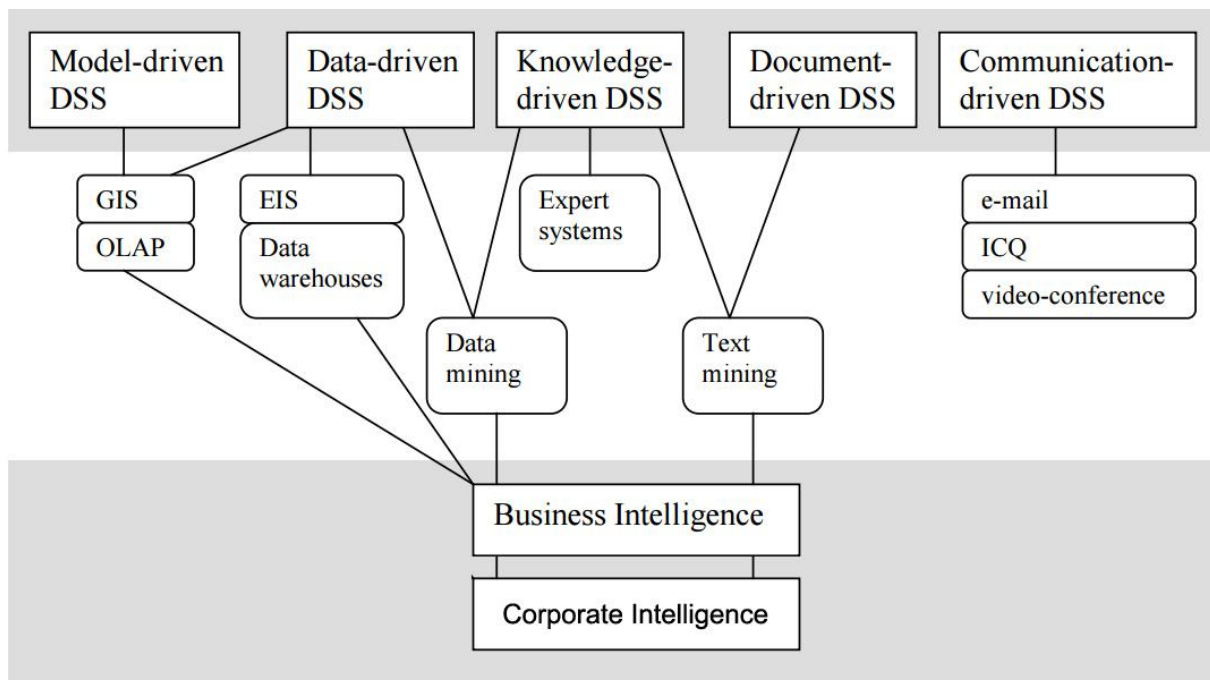 Model-driven
DSS
Data-driven
DSS
Knowledge-
driven DSS
Document-
driven DSS
Communication-
driven DSS
GIS
OLAP
EIS
Data
warehouses
Expert
systems
e-mail
ICQ
video-conference
Data
mining
Text
mining
Business Intelligence
Corporate Intelligence